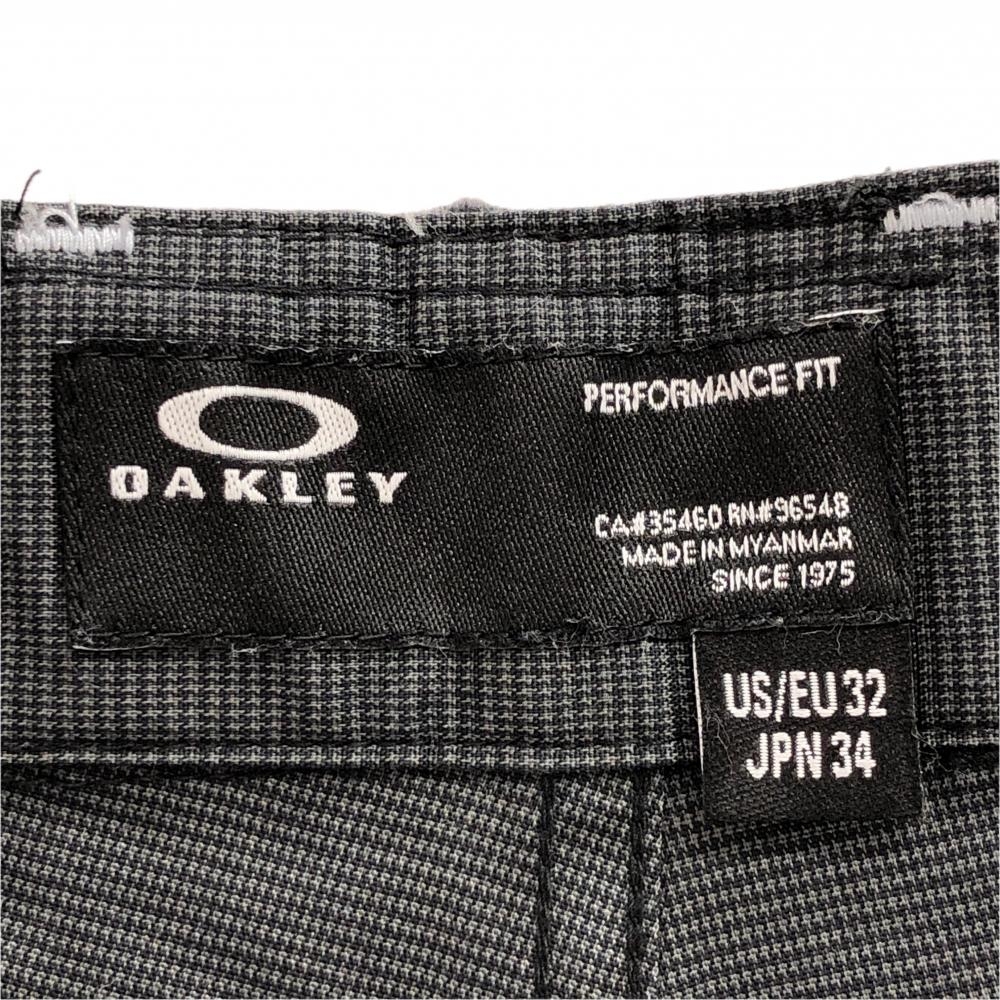 OAKLEY
PERFORMANCE FIT
CA#35460 RN#96548
MADE IN MYANMAR
SINCE 1975
US/EU 32
JPN 34